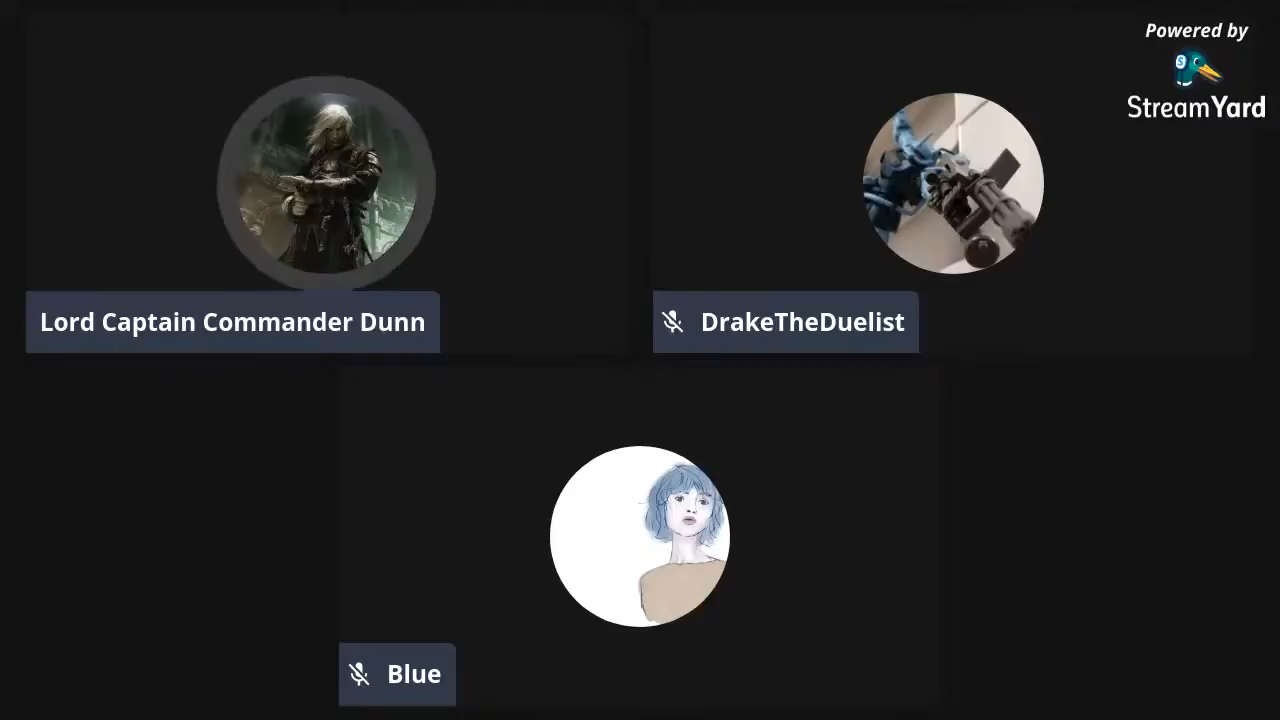 Powered by
StreamYard
Lord Captain Commander Dunn
DrakeTheDuelist
Blue